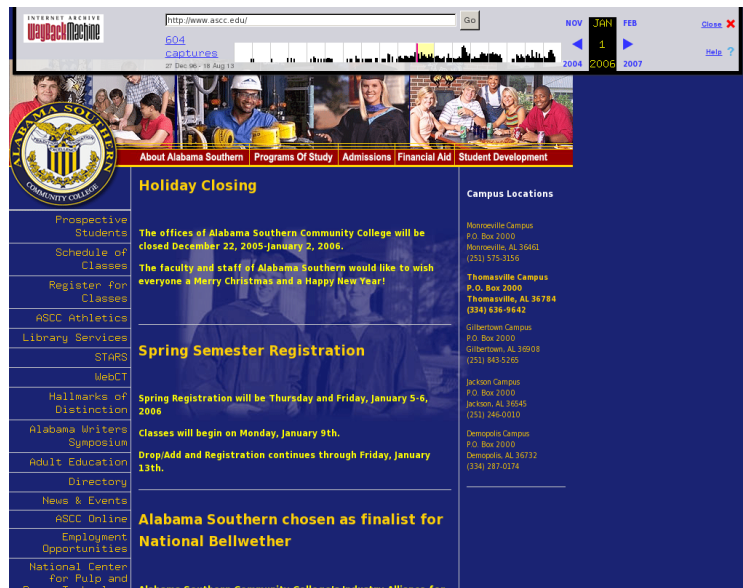 INTERNET ARCHIVE
WayBackMachine
http://www.ascc.edu/
Go
604
captures
27 Dec 96 - 18 Aug 13
NOV
JAN
FEB
1
2004
2006
2007
Close
Help ?
ALABAMA SOUTHERN
COMMUNITY COLLEGE
About Alabama Southern
Programs Of Study
Admissions
Financial Aid
Student Development
Prospective
Students
Schedule of
Classes
Register for
Classes
ASCC Athletics
Library Services
STARS
WebCT
Hallmarks of
Distinction
Alabama Writers
Symposium
Adult Education
Directory
News & Events
ASCC Online
Employment
Opportunities
National Center
for Pulp and
Holiday Closing
The offices of Alabama Southern Community College will be
closed December 22, 2005-January 2, 2006.
The faculty and staff of Alabama Southern would like to wish
everyone a Merry Christmas and a Happy New Year!
Spring Semester Registration
Spring Registration will be Thursday and Friday, January 5-6,
2006
Classes will begin on Monday, January 9th.
Drop/Add and Registration continues through Friday, January
13th.
Alabama Southern chosen as finalist for
National Bellwether
Alabama Southern Community College's Industry Alliance for
Campus Locations
Monroeville Campus
P.O. Box 2000
Monroeville, AL 36461
(251) 575-3156
Thomasville Campus
P.O. Box 2000
Thomasville, AL 36784
(334) 636-9642
Gilbertown Campus
P.O. Box 2000
Gilbertown, AL 36908
(251) 843-5265
Jackson Campus
P.O. Box 2000
Jackson, AL 36545
(251) 246-0010
Demopolis Campus
P.O. Box 2000
Demopolis, AL 36732
(334) 287-0174